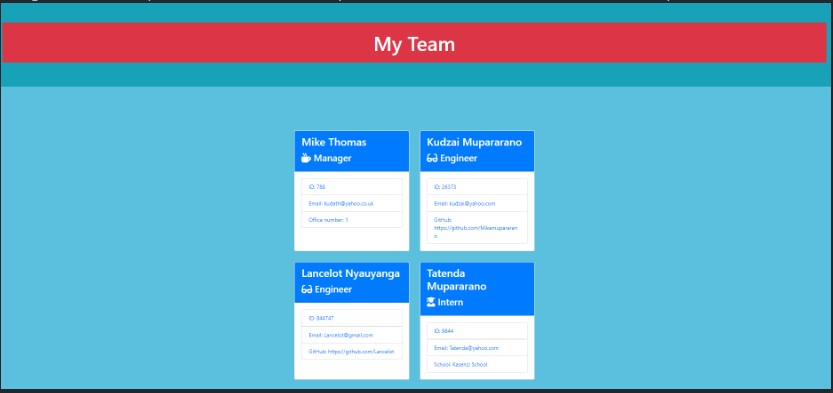 My Team
Mike Thomas
Manager
ID: 788
Email: kudath@yahoo.co.uk
Office number: 1
Kudzai Mupararano
Engineer
ID: 26373
Email: kudzai@yahoo.com
GitHub:
https://github.com/Mikemupararan
o
Lancelot Nyauyanga
Engineer
ID: 844747
Email: Lancelot@gmail.com
GitHub: https://github.com/Lancelot
Tatenda
Mupararano
Intern
ID: 3844
Email: Tatenda@yahoo.com
School: Kasenzi School